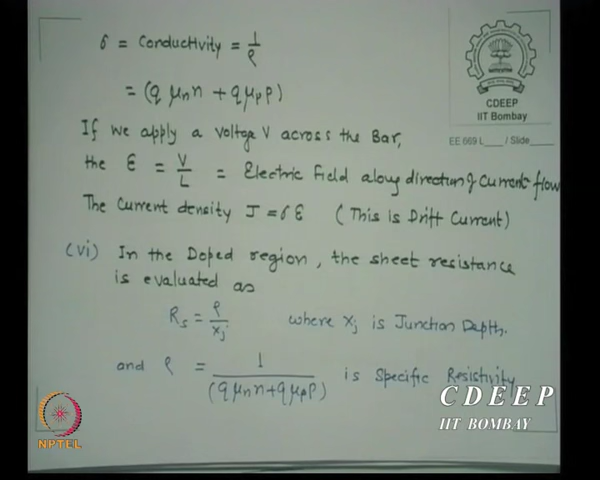 σ = Conductivity = 1/ρ
= (q μn n + q μp p)
CDEEP
IIT Bombay
EE 669 L____ / Slide____
If we apply a Voltage V across the Bar,
the ε = V/L = Electric Field along direction of Current flow
The Current density J = σ ε (This is Drift Current)
(vi) In the Doped region, the sheet resistance
is evaluated as
Rs = ρ/xj where xj is Junction Depth.
and ρ = 1/(q μn n + q μp p) is Specific Resistivity
CDEEP
IIT BOMBAY
NPTEL